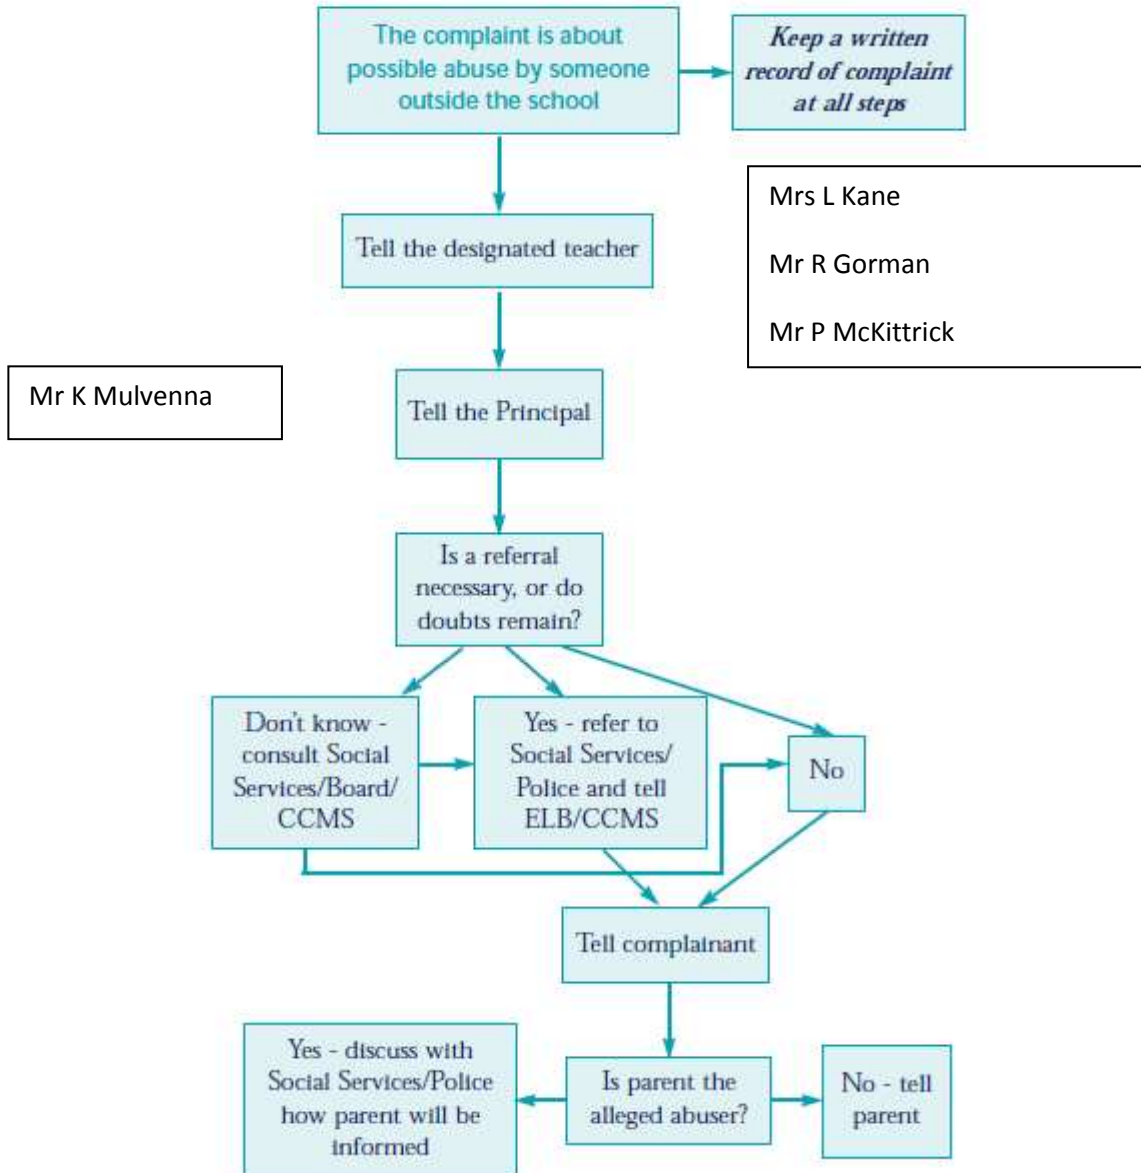 The complaint is about
possible abuse by someone
outside the school
Keep a written
record of complaint
at all steps
Mrs L Kane
Mr R Gorman
Mr P McKittrick
Tell the designated teacher
Mr K Mulvenna
Tell the Principal
Is a referral
necessary, or do
doubts remain?
Don't know -
consult Social
Services/Board/
CCMS
Yes - refer to
Social Services/
Police and tell
ELB/CCMS
No
Tell complainant
Yes - discuss with
Social Services/Police
how parent will be
informed
Is parent the
alleged abuser?
No - tell
parent